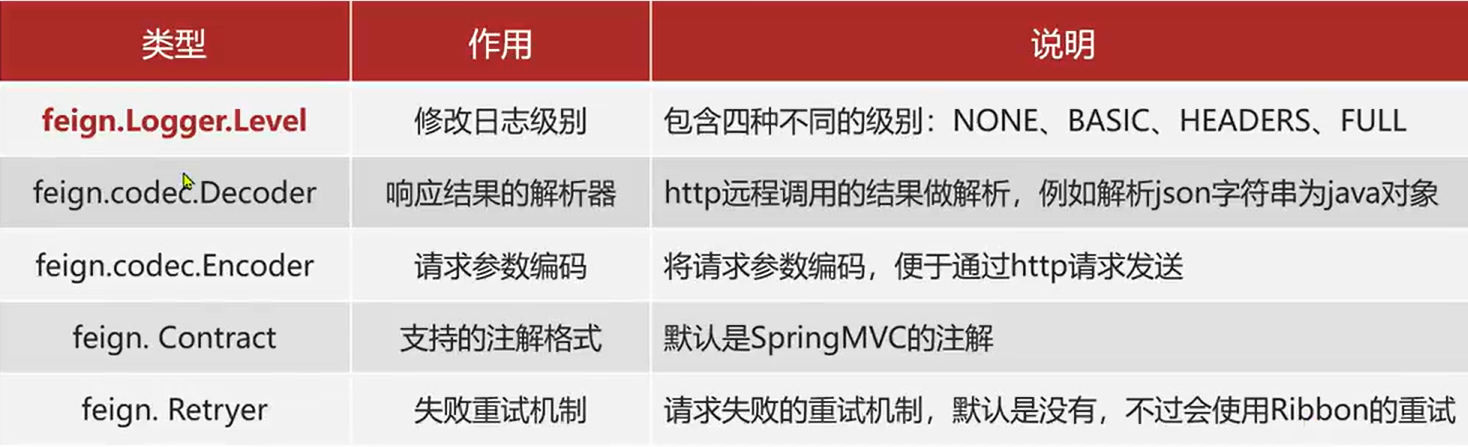 类型 作用 说明
feign.Logger.Level 修改日志级别 包含四种不同的级别：NONE、BASIC、HEADERS、FULL
feign.codec.Decoder 响应结果的解析器 http远程调用的结果做解析，例如解析json字符串为java对象
feign.codec.Encoder 请求参数编码 将请求参数编码，便于通过http请求发送
feign. Contract 支持的注解格式 默认是SpringMVC的注解
feign. Retryer 失败重试机制 请求失败的重试机制，默认是没有，不过会使用Ribbon的重试